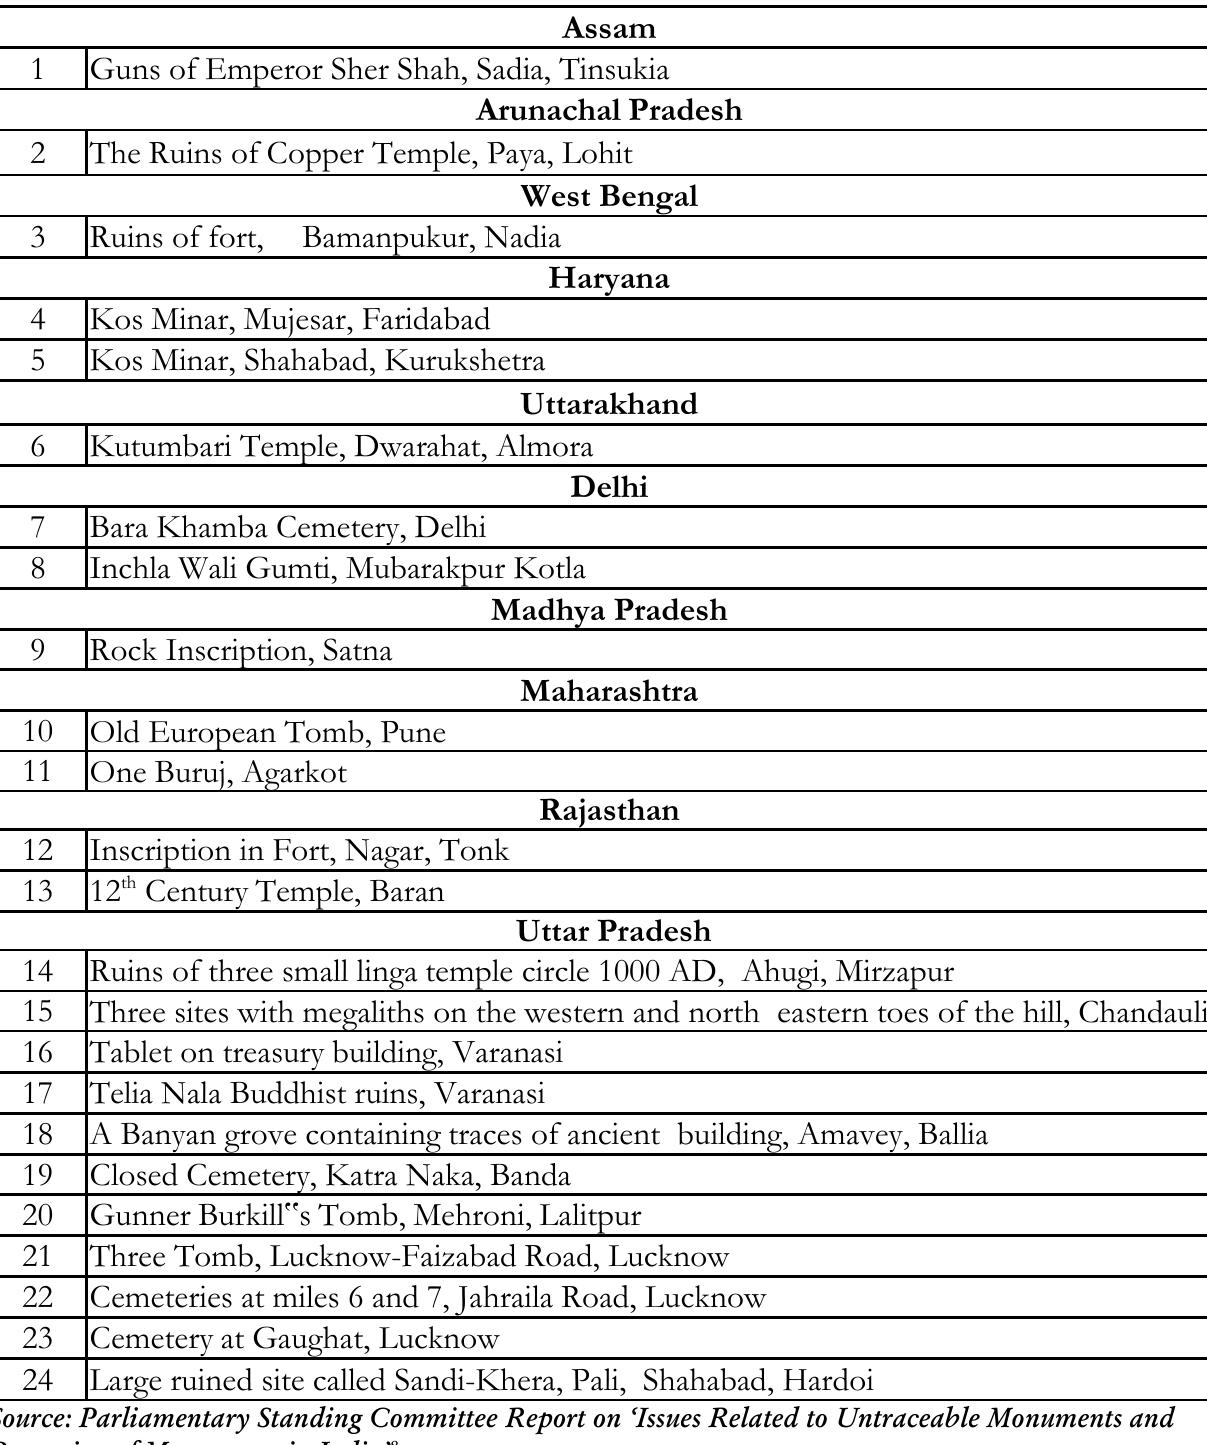 Assam
1 Guns of Emperor Sher Shah, Sadia, Tinsukia
Arunachal Pradesh
2 The Ruins of Copper Temple, Paya, Lohit
West Bengal
3 Ruins of fort, Bamanpukur, Nadia
Haryana
4 Kos Minar, Mujesar, Faridabad
5 Kos Minar, Shahabad, Kurukshetra
Uttarakhand
6 Kutumbari Temple, Dwarahat, Almora
Delhi
7 Bara Khamba Cemetery, Delhi
8 Inchla Wali Gumti, Mubarakpur Kotla
Madhya Pradesh
9 Rock Inscription, Satna
Maharashtra
10 Old European Tomb, Pune
11 One Buruj, Agarkot
Rajasthan
12 Inscription in Fort, Nagar, Tonk
13 12th Century Temple, Baran
Uttar Pradesh
14 Ruins of three small linga temple circle 1000 AD, Ahugi, Mirzapur
15 Three sites with megaliths on the western and north eastern toes of the hill, Chandauli
16 Tablet on treasury building, Varanasi
17 Telia Nala Buddhist ruins, Varanasi
18 A Banyan grove containing traces of ancient building, Amavey, Ballia
19 Closed Cemetery, Katra Naka, Banda
20 Gunner Burkill‟s Tomb, Mehroni, Lalitpur
21 Three Tomb, Lucknow-Faizabad Road, Lucknow
22 Cemeteries at miles 6 and 7, Jahraila Road, Lucknow
23 Cemetery at Gaughat, Lucknow
24 Large ruined site called Sandi-Khera, Pali, Shahabad, Hardoi
Source: Parliamentary Standing Committee Report on ‘Issues Related to Untraceable Monuments and